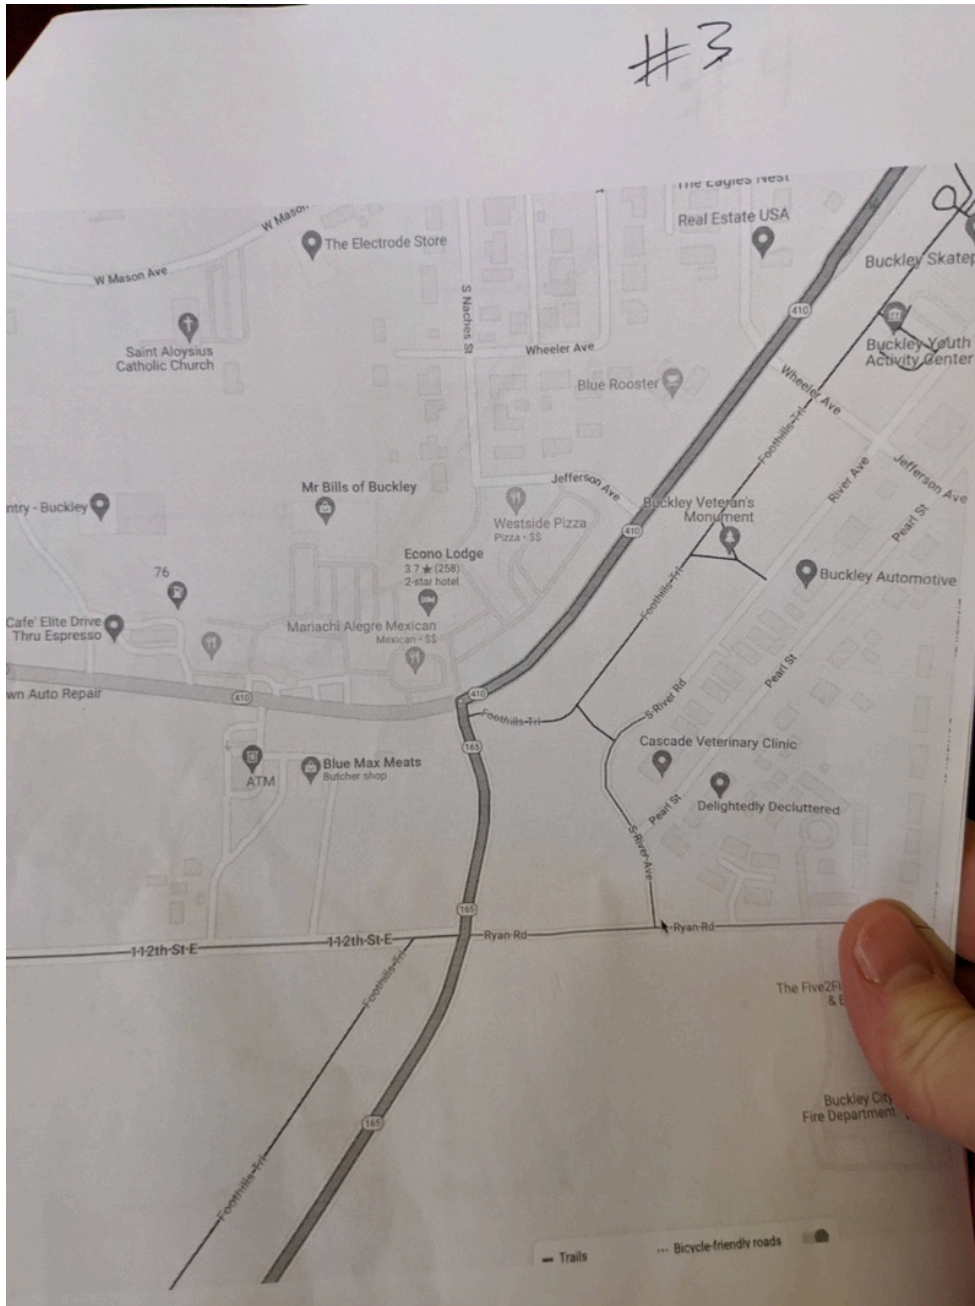 #3
The Eagles Nest
Real Estate USA
W Mason
W Mason Ave
The Electrode Store
Buckley
410
S Naches St
Saint Aloysius
Catholic Church
Wheeler Ave
Buckley Youth
Activity Center
Blue Rooster
Wheeler Ave
Foothills Trl
River Ave
Jefferson Ave
Jefferson Ave
Pearl St
Mr Bills of Buckley
ntry - Buckley
Westside Pizza
Pizza · $$
Buckley Veteran's
Monument
410
Econo Lodge
3.7 ★ (258)
2-star hotel
76
Foothills Trl
Buckley Automotive
Cafe' Elite Drive
Thru Espresso
Mariachi Alegre Mexican
Mexican · $$
Pearl St
wn Auto Repair
410
410
Foothills Trl
S River Rd
165
Cascade Veterinary Clinic
ATM
Blue Max Meats
Butcher shop
Pearl St
Delightedly Decluttered
S River Ave
165
112th St E
112th St E
Ryan Rd
Ryan Rd
Foothills Trl
The Five2Fi
& E
Buckley City
Fire Department
165
Foothills Trl
Trails
Bicycle-friendly roads